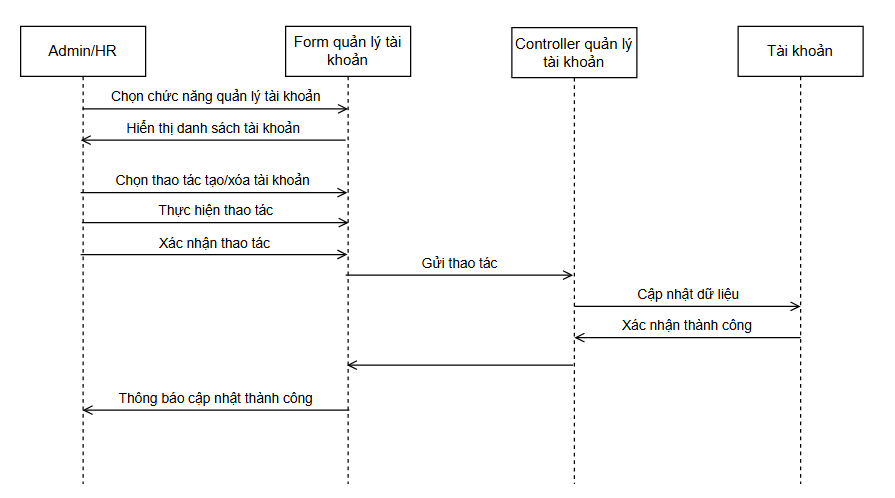 Admin/HR
Form quản lý tài
khoản
Controller quản lý
tài khoản
Tài khoản
Chọn chức năng quản lý tài khoản
Hiển thị danh sách tài khoản
Chọn thao tác tạo/xóa tài khoản
Thực hiện thao tác
Xác nhận thao tác
Gửi thao tác
Cập nhật dữ liệu
Xác nhận thành công
Thông báo cập nhật thành công